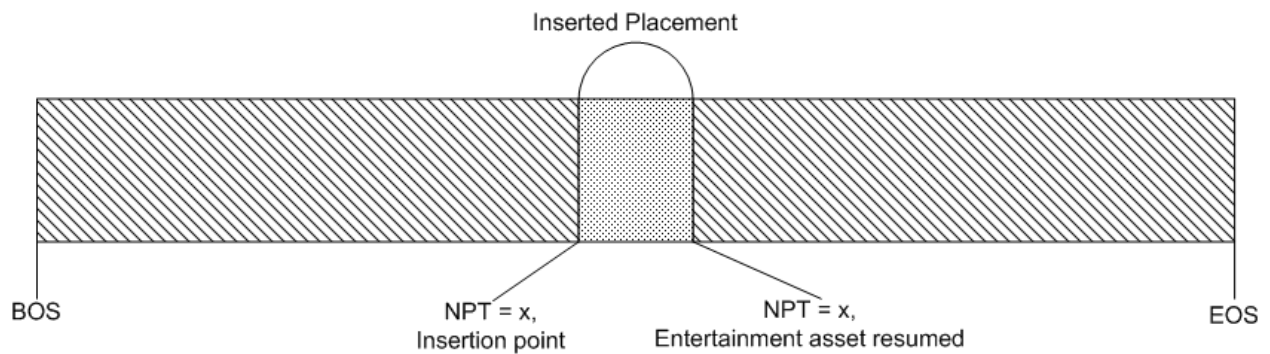 Inserted Placement
BOS
NPT = x,
Insertion point
NPT = x,
Entertainment asset resumed
EOS